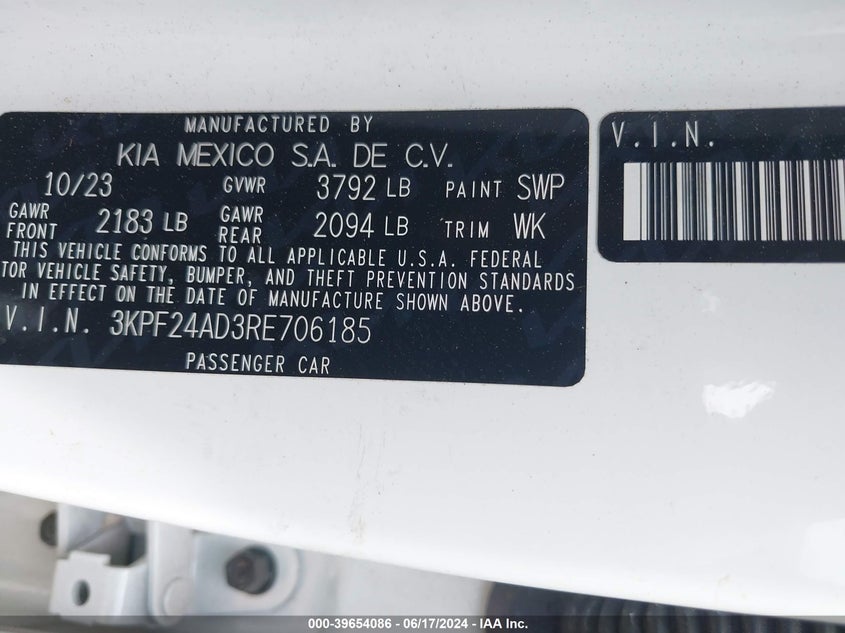 MANUFACTURED BY
KIA MEXICO S.A. DE C.V.
10/23 GVWR 3792 LB PAINT SWP
GAWR FRONT 2183 LB GAWR REAR 2094 LB TRIM WK
THIS VEHICLE CONFORMS TO ALL APPLICABLE U.S.A. FEDERAL
TOR VEHICLE SAFETY, BUMPER, AND THEFT PREVENTION STANDARDS
IN EFFECT ON THE DATE OF MANUFACTURE SHOWN ABOVE.
V.I.N. 3KPF24AD3RE706185
PASSENGER CAR
V.I.N.
000-39654086 - 06/17/2024 - IAA Inc.